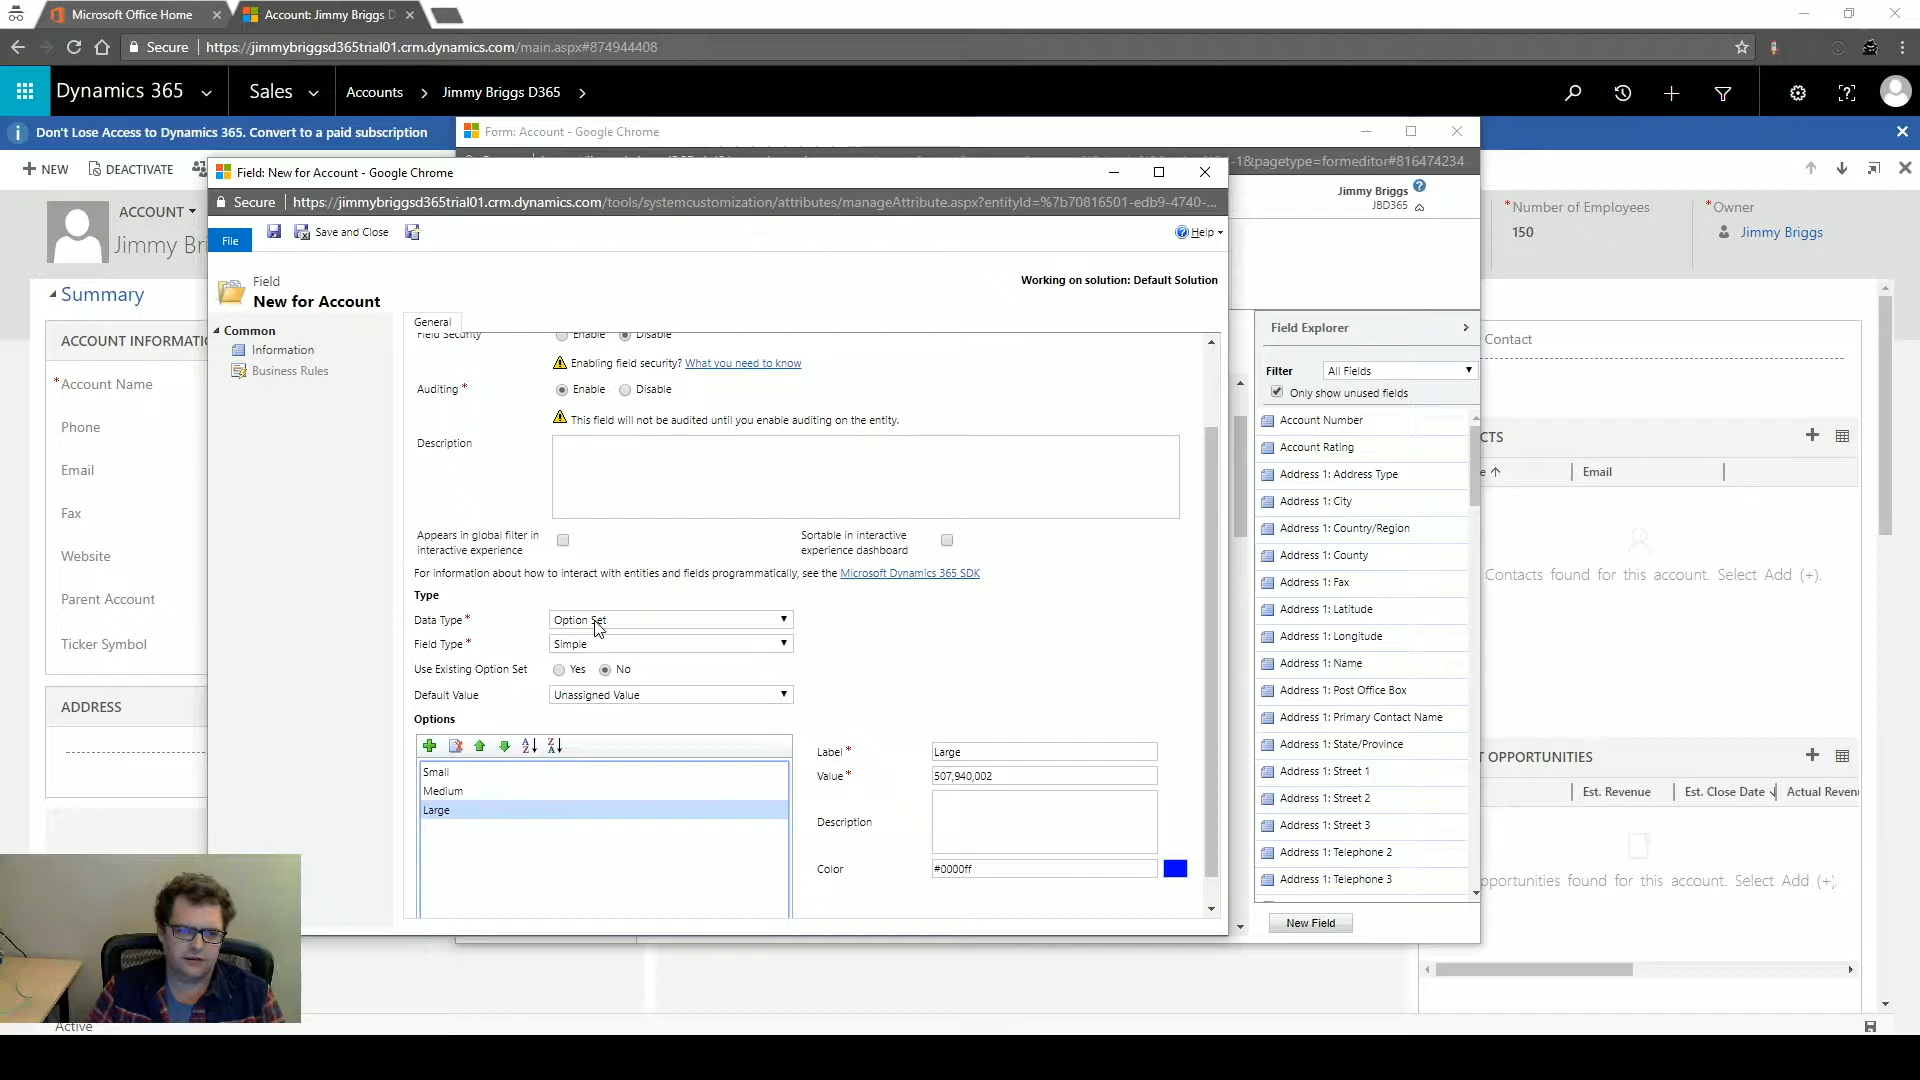 Microsoft Office Home
Account: Jimmy Briggs D
Secure
https://jimmybriggsd365trial01.crm.dynamics.com/main.aspx#874944408
Dynamics 365
Sales
Accounts
Jimmy Briggs D365
Don't Lose Access to Dynamics 365. Convert to a paid subscription
Form: Account - Google Chrome
NEW
DEACTIVATE
-1&pagetype=formeditor#816474234
Field: New for Account - Google Chrome
Secure
https://jimmybriggsd365trial01.crm.dynamics.com/tools/systemcustomization/attributes/manageAttribute.aspx?entityId=%7b70816501-edb9-4740-...
Jimmy Briggs
JBD365
ACCOUNT
Jimmy Bri
*Number of Employees
150
*Owner
Jimmy Briggs
File
Save and Close
Help
Field
New for Account
Working on solution: Default Solution
Summary
ACCOUNT INFORMATIO
*Account Name
Phone
Email
Fax
Website
Parent Account
Ticker Symbol
ADDRESS
Common
Information
Business Rules
General
Field Security
Enable
Disable
Enabling field security? What you need to know
Auditing *
Enable
Disable
This field will not be audited until you enable auditing on the entity.
Description
Appears in global filter in
interactive experience
Sortable in interactive
experience dashboard
For information about how to interact with entities and fields programmatically, see the Microsoft Dynamics 365 SDK
Type
Data Type *
Option Set
Field Type *
Simple
Use Existing Option Set
Yes
No
Default Value
Unassigned Value
Options
Small
Medium
Large
Label *
Large
Value *
507,940,002
Description
Color
#0000ff
Field Explorer
Filter
All Fields
Only show unused fields
Account Number
Account Rating
Address 1: Address Type
Address 1: City
Address 1: Country/Region
Address 1: County
Address 1: Fax
Address 1: Latitude
Address 1: Longitude
Address 1: Name
Address 1: Post Office Box
Address 1: Primary Contact Name
Address 1: State/Province
Address 1: Street 1
Address 1: Street 2
Address 1: Street 3
Address 1: Telephone 2
Address 1: Telephone 3
New Field
Contact
CTS
e
Email
Contacts found for this account. Select Add (+).
T OPPORTUNITIES
Est. Revenue
Est. Close Date
Actual Reven
pportunities found for this account. Select Add (+).
Active